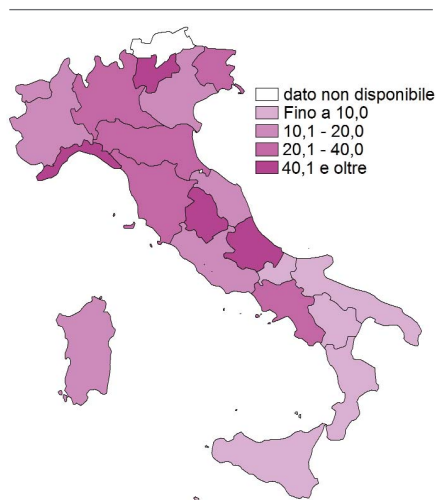 dato non disponibile
Fino a 10,0
10,1 - 20,0
20,1 - 40,0
40,1 e oltre